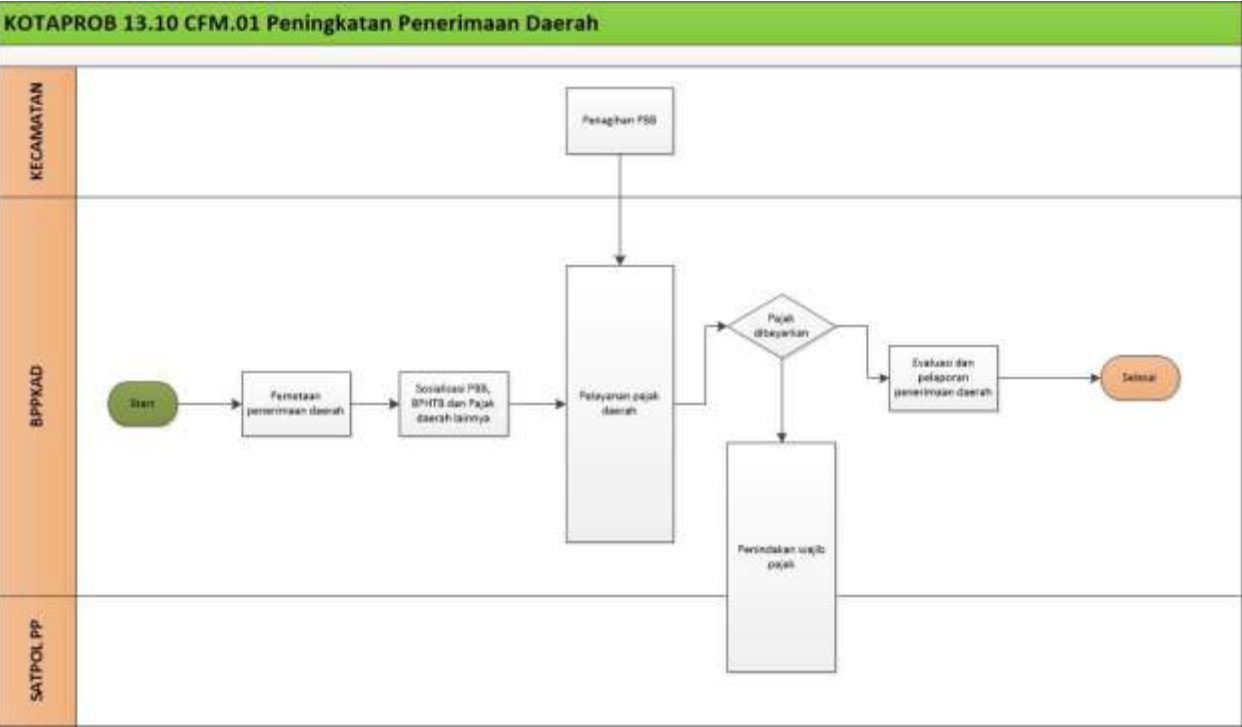 KOTAPROB 13.10 CFM.01 Peningkatan Penerimaan Daerah
KECAMATAN
Penagihan PBB
BPPKAD
Start
Pemetaan
penerimaan daerah
Sosialisasi PBB,
BPHTB dan Pajak
daerah lainnya
Pelayanan pajak
daerah
Pajak
dibayarkan
Evaluasi dan
pelaporan
penerimaan daerah
Selesai
Penindakan wajib
pajak
SATPOL PP